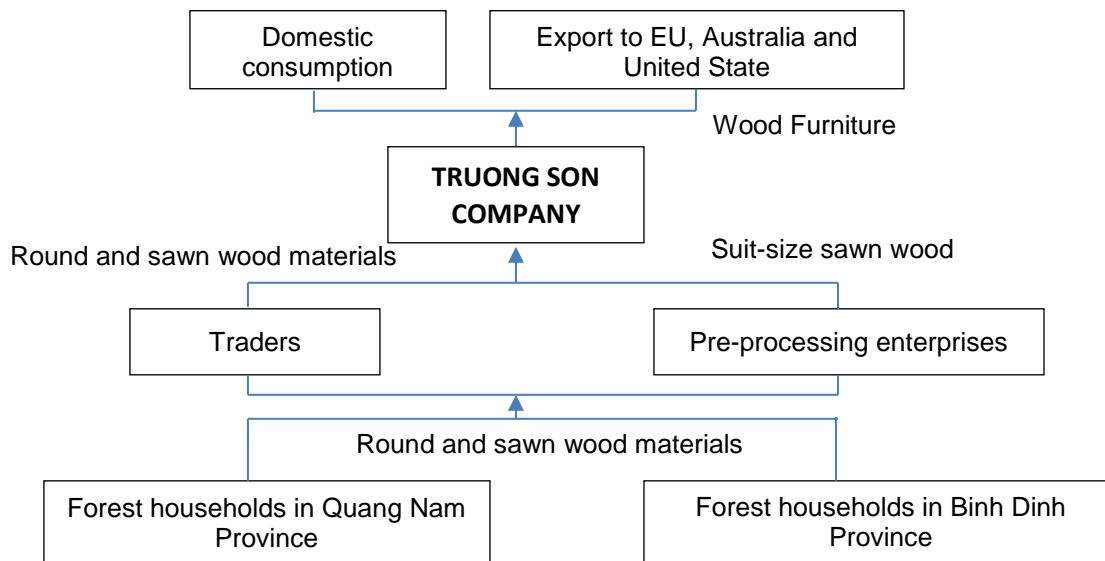 Domestic
consumption
Export to EU, Australia and
United State
Wood Furniture
TRUONG SON
COMPANY
Round and sawn wood materials
Suit-size sawn wood
Traders
Pre-processing enterprises
Round and sawn wood materials
Forest households in Quang Nam
Province
Forest households in Binh Dinh
Province